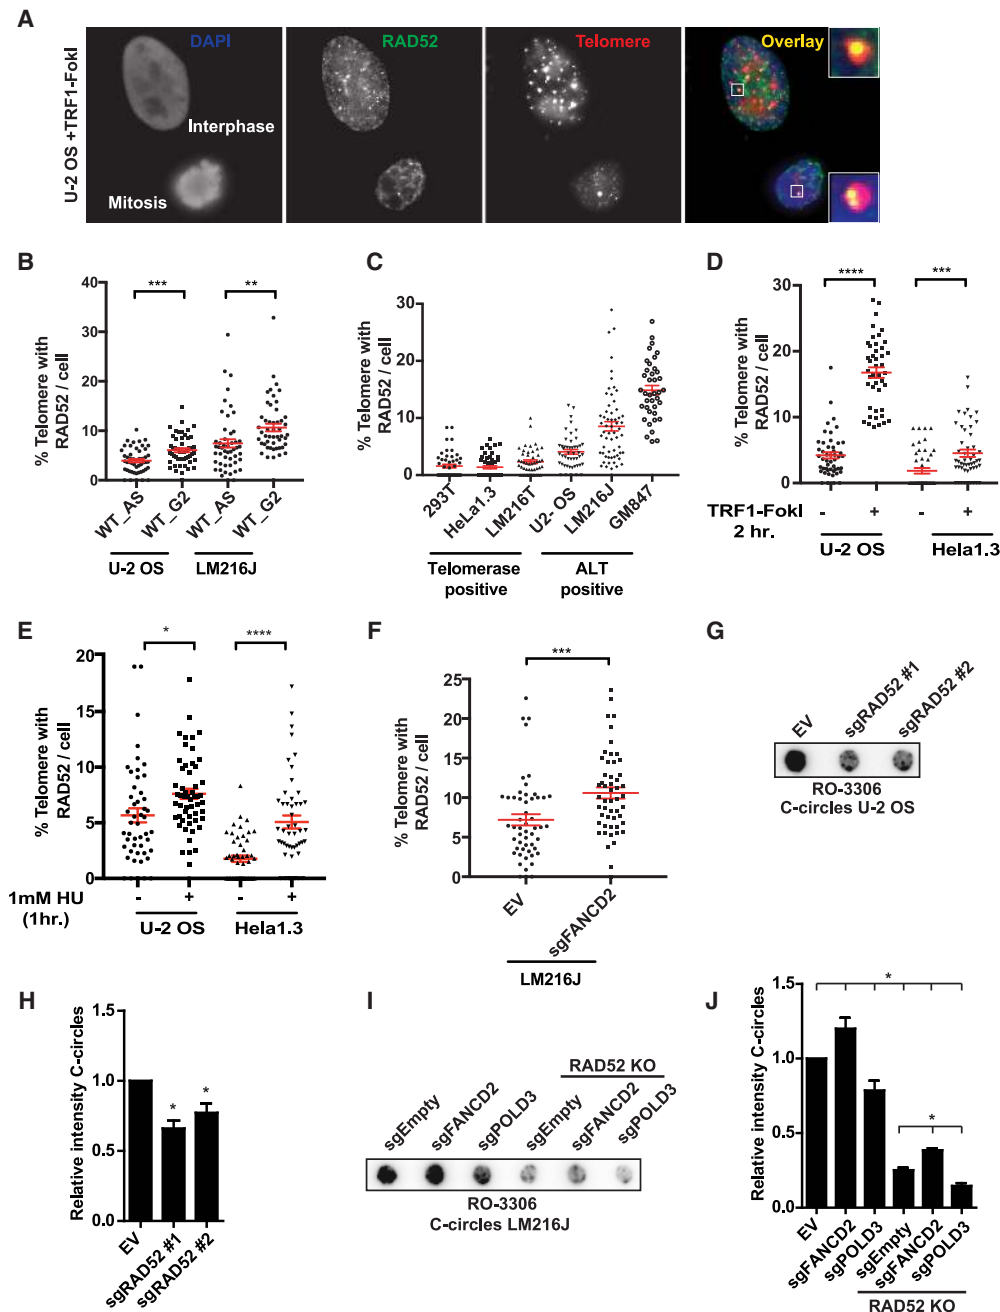 A
U-2 OS +TRF1-FokI
DAPI
RAD52
Telomere
Overlay
Interphase
Mitosis
B
% Telomere with
RAD52 / cell
40
30
20
10
0
***
**
WT_AS
WT_G2
WT_AS
WT_G2
U-2 OS
LM216J
C
% Telomere with
RAD52 / cell
30
20
10
0
293T
HeLa1.3
LM216T
U2- OS
LM216J
GM847
Telomerase
positive
ALT
positive
D
% Telomere with
RAD52 / cell
30
20
10
0
****
***
TRF1-FokI
2 hr.
- + - +
U-2 OS
Hela1.3
E
% Telomere with
RAD52 / cell
20
15
10
5
0
*
****
1mM HU
(1hr.)
- + - +
U-2 OS
Hela1.3
F
% Telomere with
RAD52 / cell
25
20
15
10
5
0
***
EV
sgFANCD2
LM216J
G
EV
sgRAD52 #1
sgRAD52 #2
RO-3306
C-circles U-2 OS
H
Relative intensity C-circles
1.5
1.0
0.5
0.0
*
*
EV
sgRAD52 #1
sgRAD52 #2
I
RAD52 KO
sgEmpty
sgFANCD2
sgPOLD3
sgEmpty
sgFANCD2
sgPOLD3
RO-3306
C-circles LM216J
J
Relative intensity C-circles
1.5
1.0
0.5
0.0
*
*
EV
sgFANCD2
sgPOLD3
sgEmpty
sgFANCD2
sgPOLD3
RAD52 KO